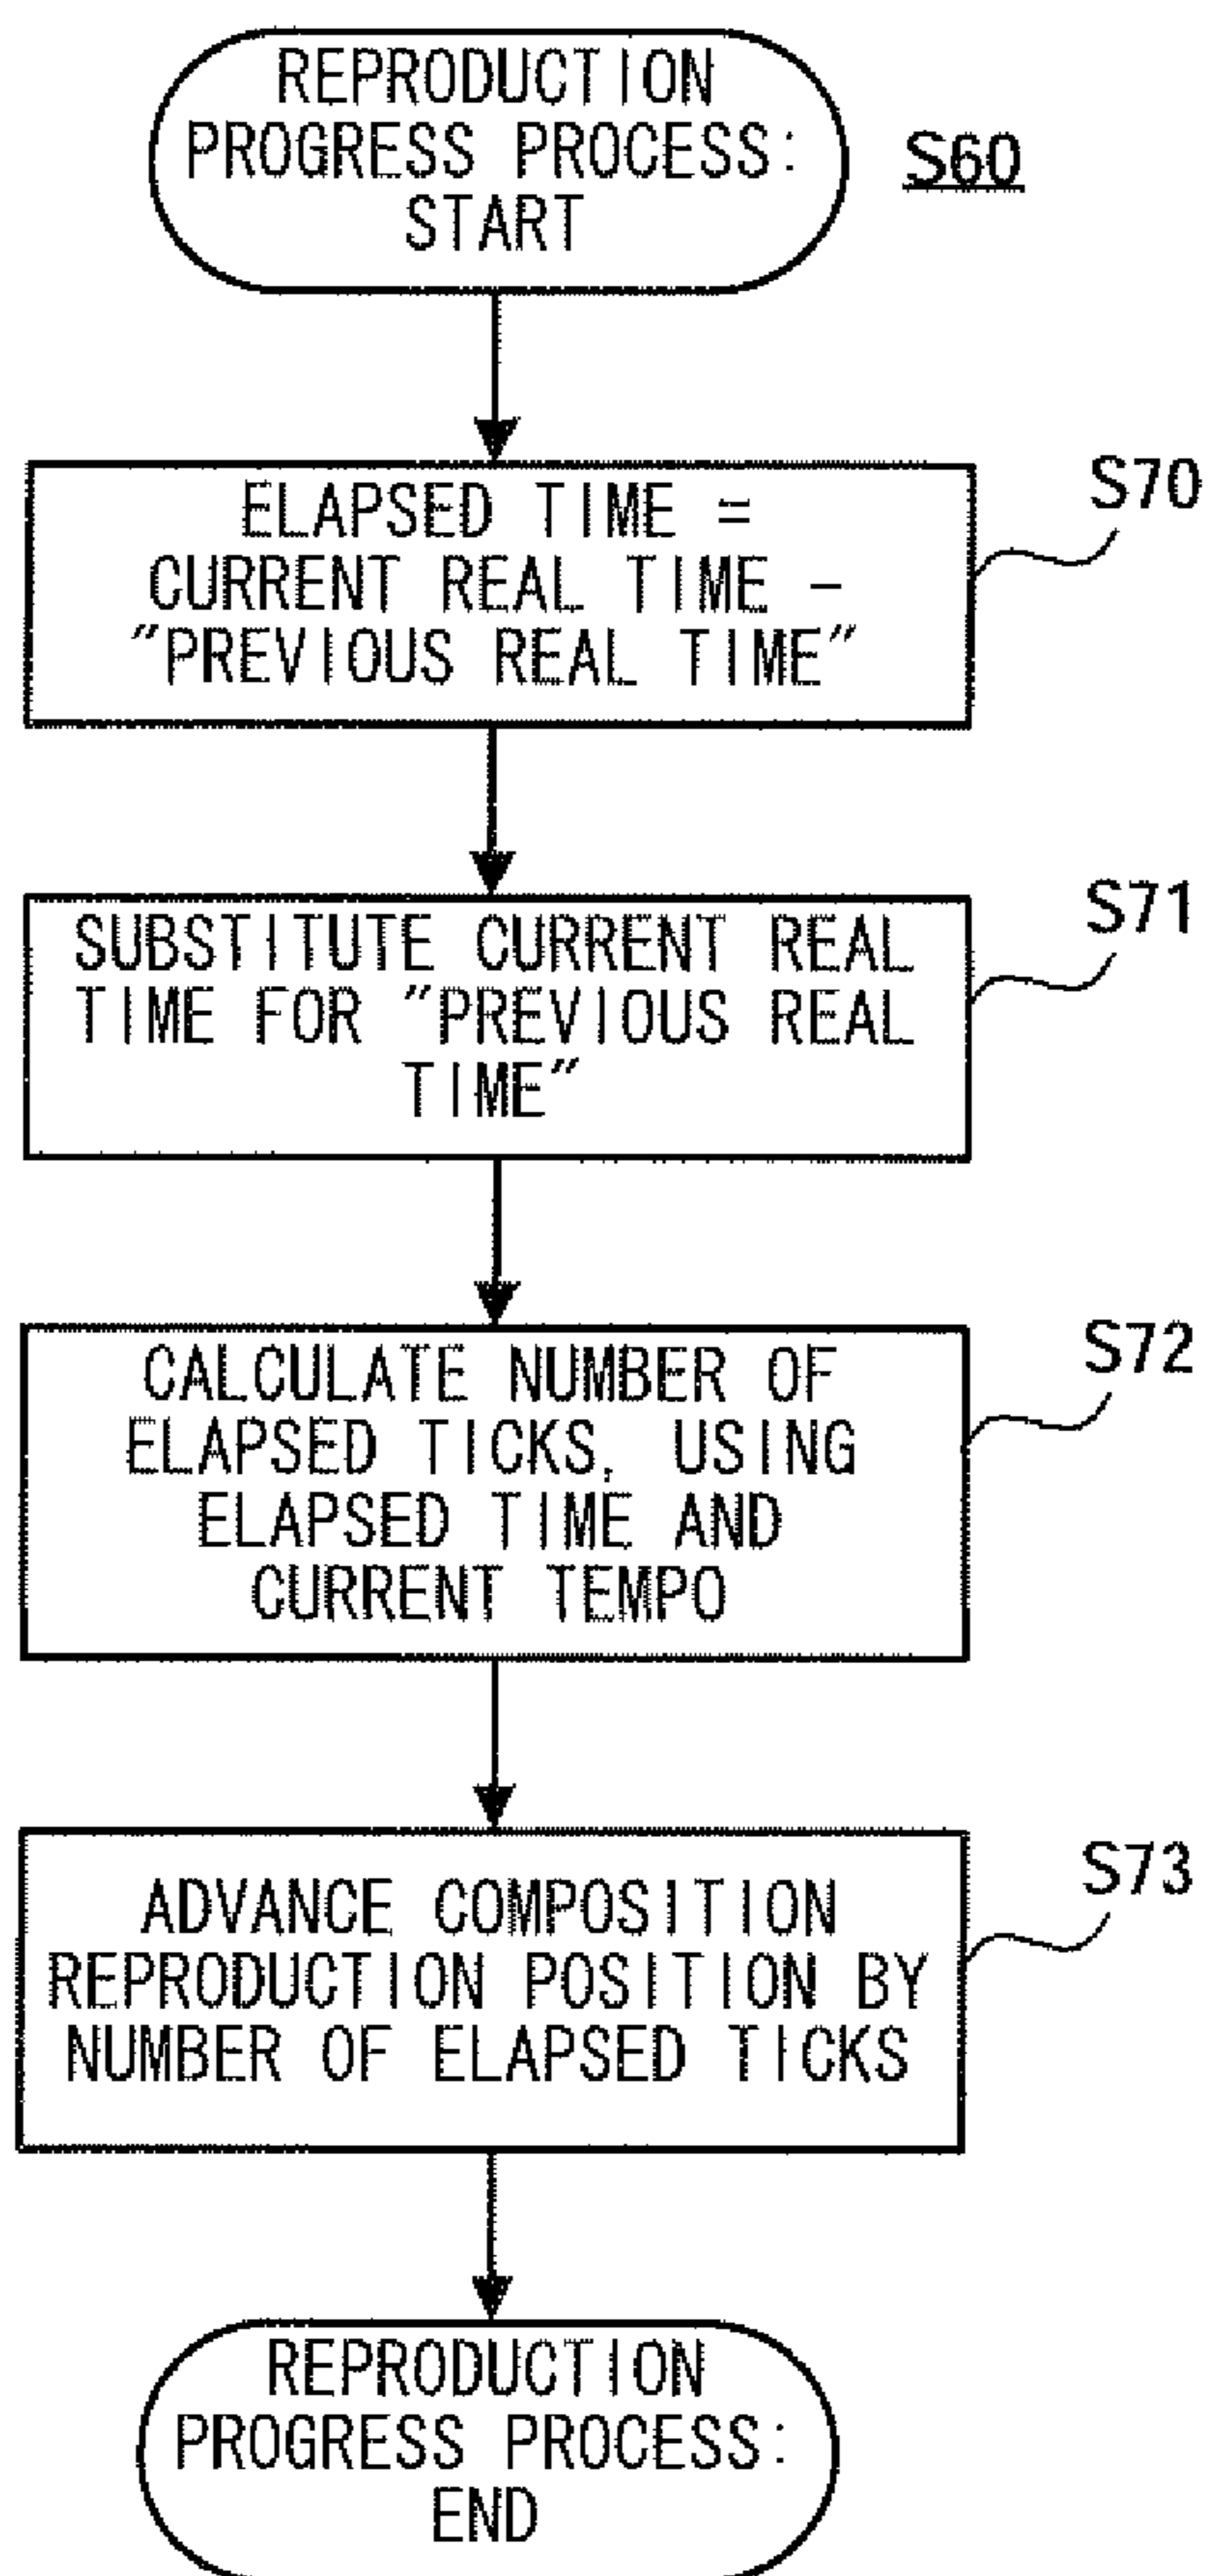 REPRODUCTION
PROGRESS PROCESS:
START
S60
ELAPSED TIME =
CURRENT REAL TIME -
"PREVIOUS REAL TIME"
S70
SUBSTITUTE CURRENT REAL
TIME FOR "PREVIOUS REAL
TIME"
S71
CALCULATE NUMBER OF
ELAPSED TICKS, USING
ELAPSED TIME AND
CURRENT TEMPO
S72
ADVANCE COMPOSITION
REPRODUCTION POSITION BY
NUMBER OF ELAPSED TICKS
S73
REPRODUCTION
PROGRESS PROCESS:
END